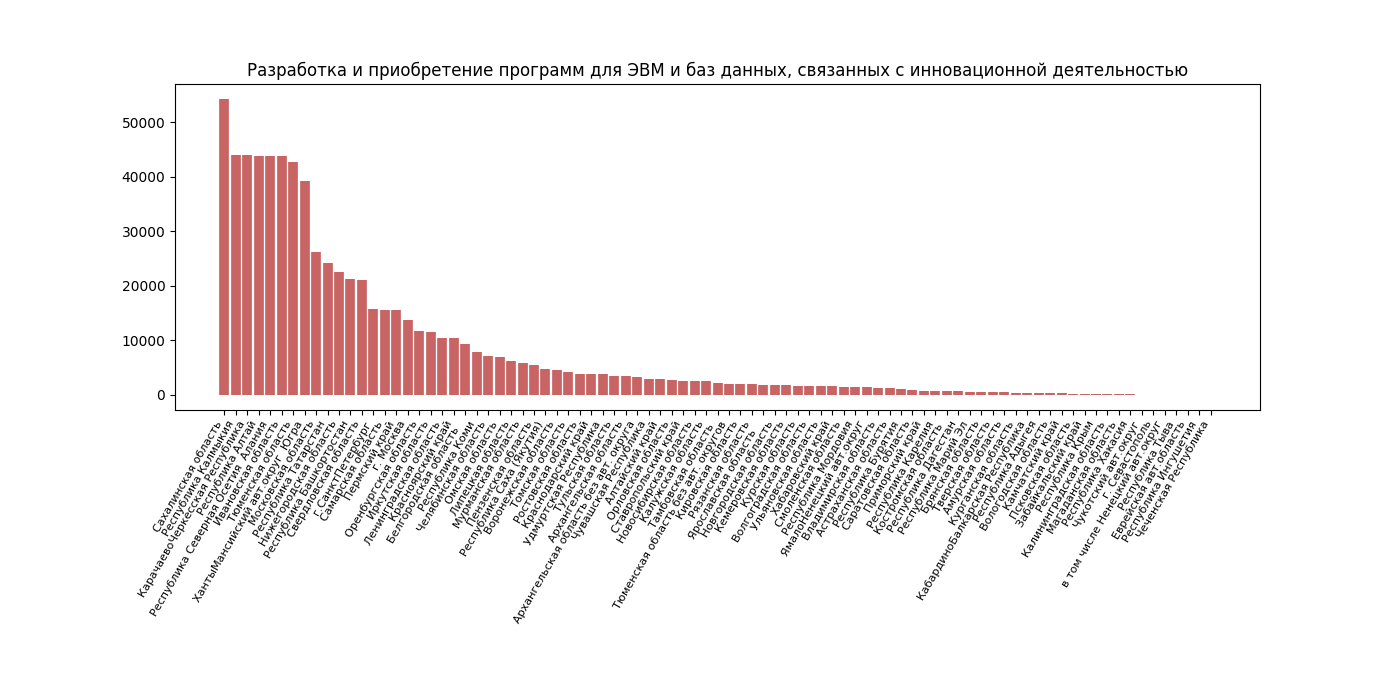 Разработка и приобретение программ для ЭВМ и баз данных, связанных с инновационной деятельностью
50000
40000
30000
20000
10000
0
Сахалинская область
Республика Калмыкия
КарачаевоЧеркесская Республика
Республика Алтай
Республика Северная Осетия Алания
Ивановская область
Тюменская область
ХантыМансийский авт. округ Югра
Московская область
Республика Татарстан
Нижегородская область
Республика Башкортостан
Свердловская область
г. СанктПетербург
Самарская область
Пермский край
г. Москва
Оренбургская область
Иркутская область
Ленинградская область
Красноярский край
Белгородская область
Республика Коми
Челябинская область
Омская область
Липецкая область
Мурманская область
Пензенская область
Республика Саха (Якутия)
Воронежская область
Томская область
Ростовская область
Краснодарский край
Удмуртская Республика
Тульская область
Архангельская область
Архангельская область без авт. округа
Чувашская Республика
Алтайский край
Орловская область
Ставропольский край
Новосибирская область
Калужская область
Тамбовская область
Тюменская область без авт. округов
Кировская область
Рязанская область
Ярославская область
Новгородская область
Кемеровская область
Курская область
Волгоградская область
Ульяновская область
Хабаровский край
Смоленская область
Республика Мордовия
ЯмалоНенецкий авт. округ
Владимирская область
Астраханская область
Республика Бурятия
Саратовская область
Приморский край
Республика Карелия
Костромская область
Республика Дагестан
Республика Марий Эл
Брянская область
Тверская область
Амурская область
Курганская область
КабардиноБалкарская Республика
Республика Адыгея
Вологодская область
Камчатский край
Псковская область
Забайкальский край
Республика Крым
Калининградская область
Магаданская область
Республика Хакасия
Чукотский авт. округ
г. Севастополь
в том числе Ненецкий авт. округ
Республика Тыва
Еврейская авт. область
Республика Ингушетия
Чеченская Республика